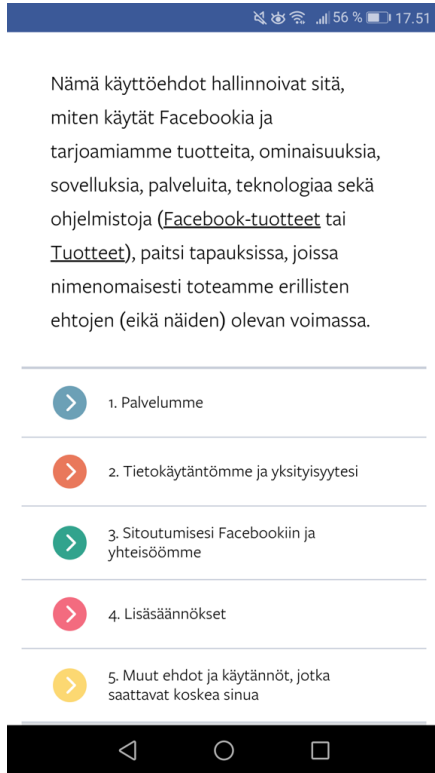 56 % 17.51
Nämä käyttöehdot hallinnoivat sitä,
miten käytät Facebookia ja
tarjoamiamme tuotteita, ominaisuuksia,
sovelluksia, palveluita, teknologiaa sekä
ohjelmistoja (Facebook-tuotteet tai
Tuotteet), paitsi tapauksissa, joissa
nimenomaisesti toteamme erillisten
ehtojen (eikä näiden) olevan voimassa.
1. Palvelumme
2. Tietokäytäntömme ja yksityisyytesi
3. Sitoutumisesi Facebookiin ja
yhteisöömme
4. Lisäsäännökset
5. Muut ehdot ja käytännöt, jotka
saattavat koskea sinua